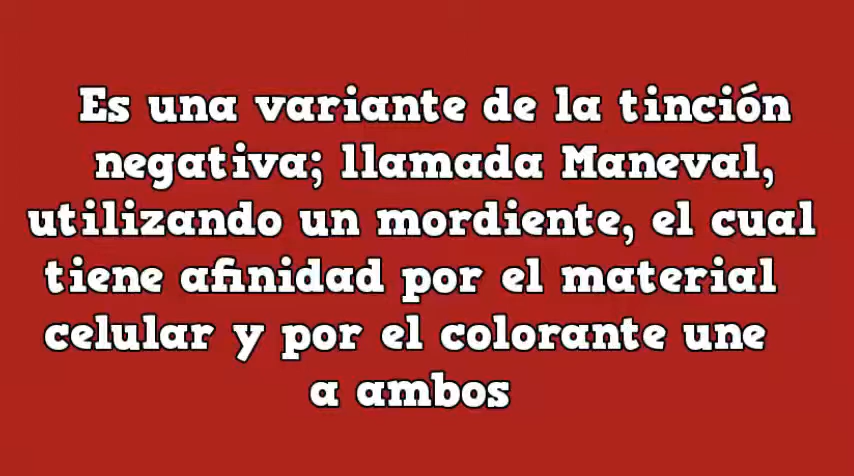 Es una variante de la tinción
negativa; llamada Maneval,
utilizando un mordiente, el cual
tiene afinidad por el material
celular y por el colorante une
a ambos